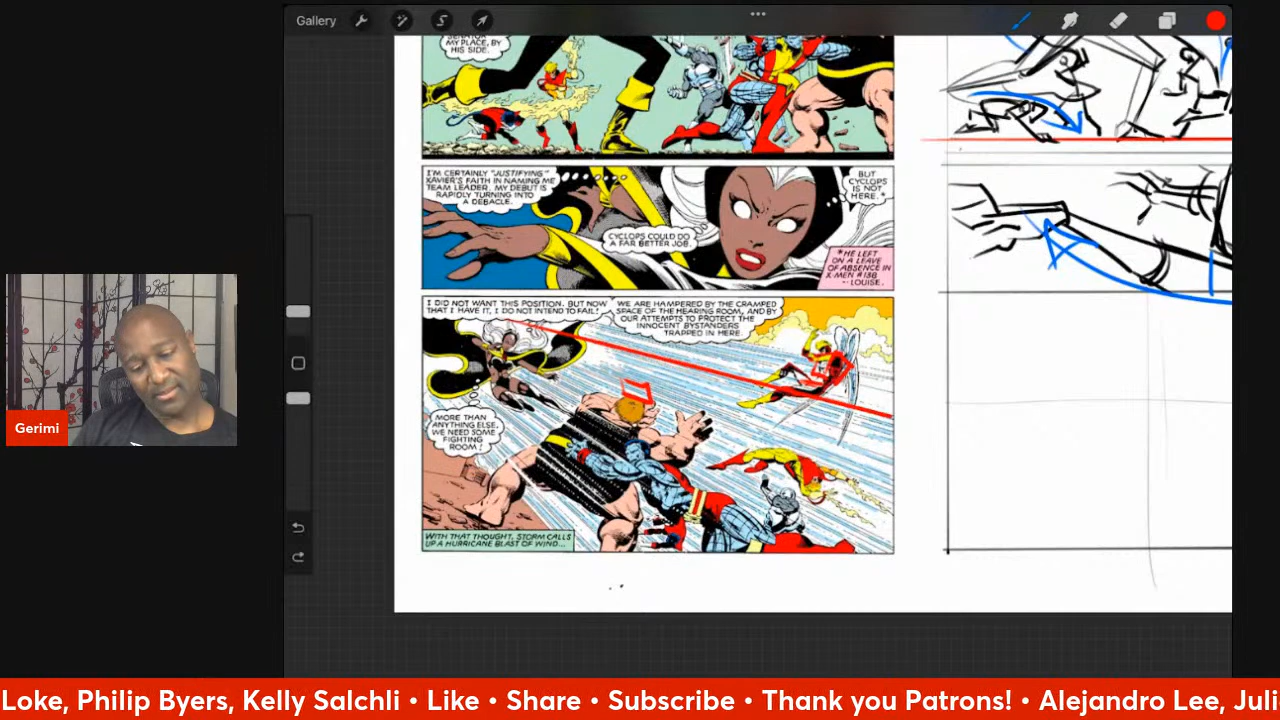 Gallery
SENATOR
MY PLACE, BY
HIS SIDE.
I'M CERTAINLY "JUSTIFYING"
XAVIER'S FAITH IN NAMING ME
TEAM LEADER. MY DEBUT IS
RAPIDLY TURNING INTO
A DEBACLE.
BUT
CYCLOPS
IS NOT
HERE.*
CYCLOPS COULD DO
A FAR BETTER JOB.
*HE LEFT
ON A LEAVE
OF ABSENCE IN
X-MEN #138
--LOUISE.
I DID NOT WANT THIS POSITION. BUT NOW
THAT I HAVE IT, I DO NOT INTEND TO FAIL!
WE ARE HAMPERED BY THE CRAMPED
SPACE OF THE HEARING ROOM, AND BY
OUR ATTEMPTS TO PROTECT THE
INNOCENT BYSTANDERS
TRAPPED IN HERE.
MORE THAN
ANYTHING ELSE,
WE NEED SOME
FIGHTING
ROOM!
WITH THAT THOUGHT, STORM CALLS
UP A HURRICANE BLAST OF WIND...
Gerimi
Loke, Philip Byers, Kelly Salchli • Like • Share • Subscribe • Thank you Patrons! • Alejandro Lee, Juli